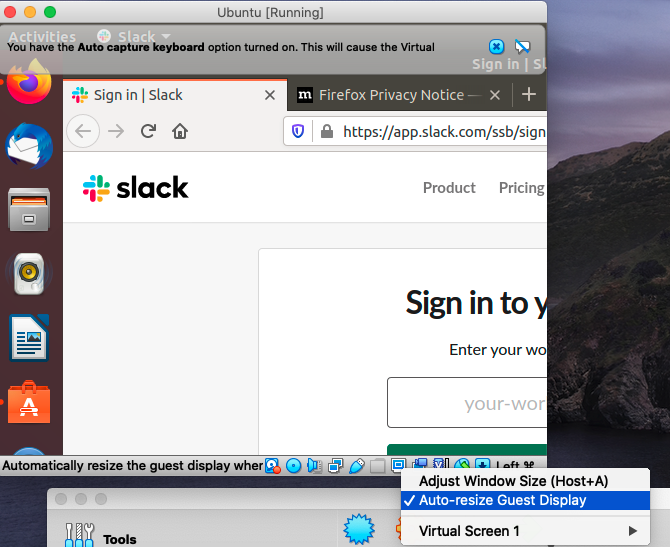 Ubuntu [Running]
Activities Slack
You have the Auto capture keyboard option turned on. This will cause the Virtual
Sign in | Sl
Sign in | Slack
m Firefox Privacy Notice —
https://app.slack.com/ssb/sign
slack
Product Pricing
Sign in to y
Enter your wo
your-wor
Automatically resize the guest display wher
Left ⌘
Adjust Window Size (Host+A)
✓ Auto-resize Guest Display
Virtual Screen 1
Tools